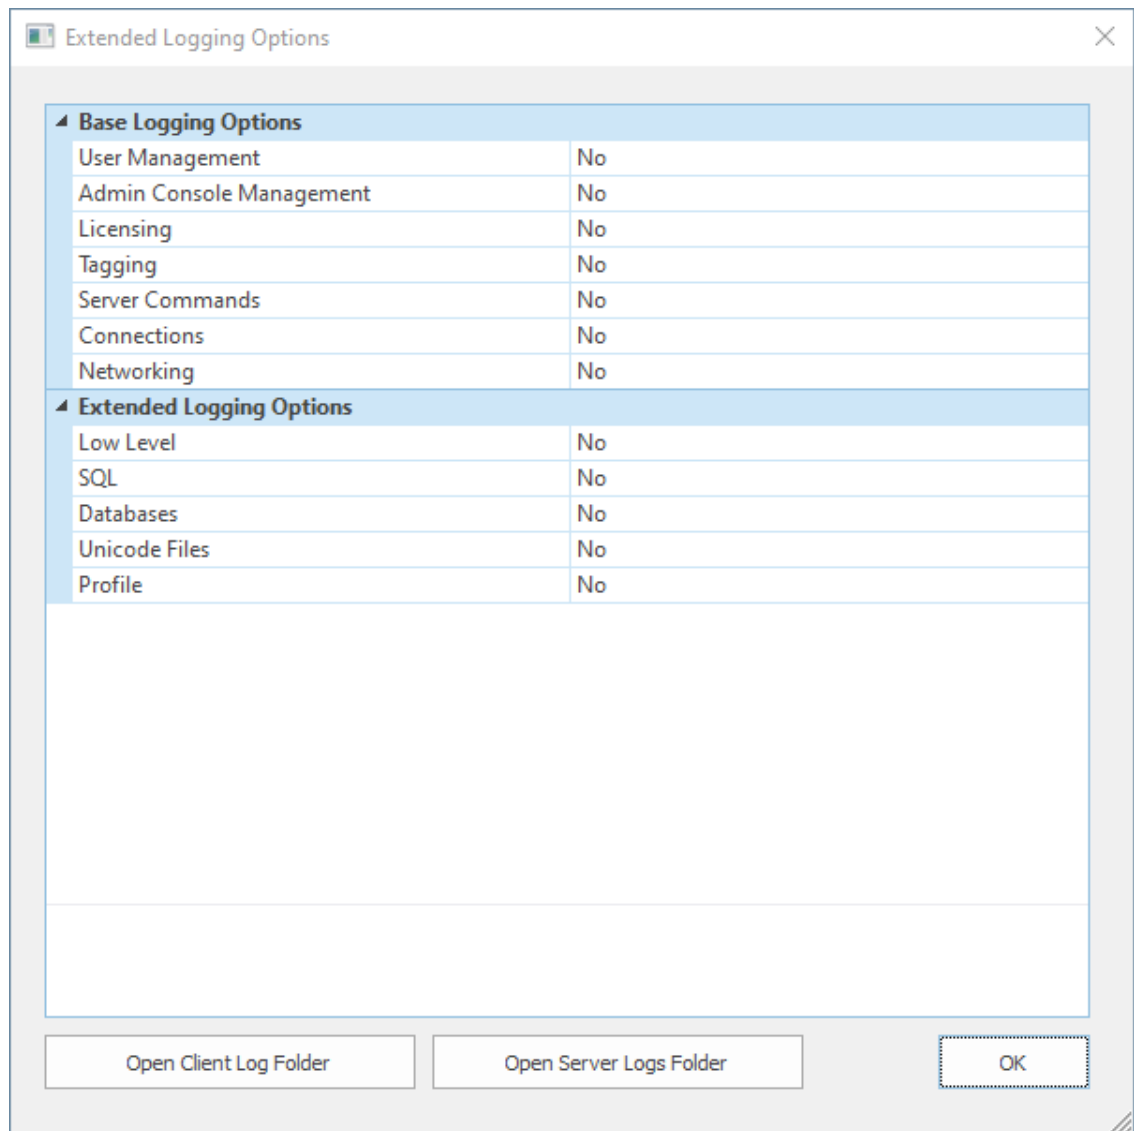 Extended Logging Options
Base Logging Options
User Management No
Admin Console Management No
Licensing No
Tagging No
Server Commands No
Connections No
Networking No
Extended Logging Options
Low Level No
SQL No
Databases No
Unicode Files No
Profile No
Open Client Log Folder Open Server Logs Folder OK